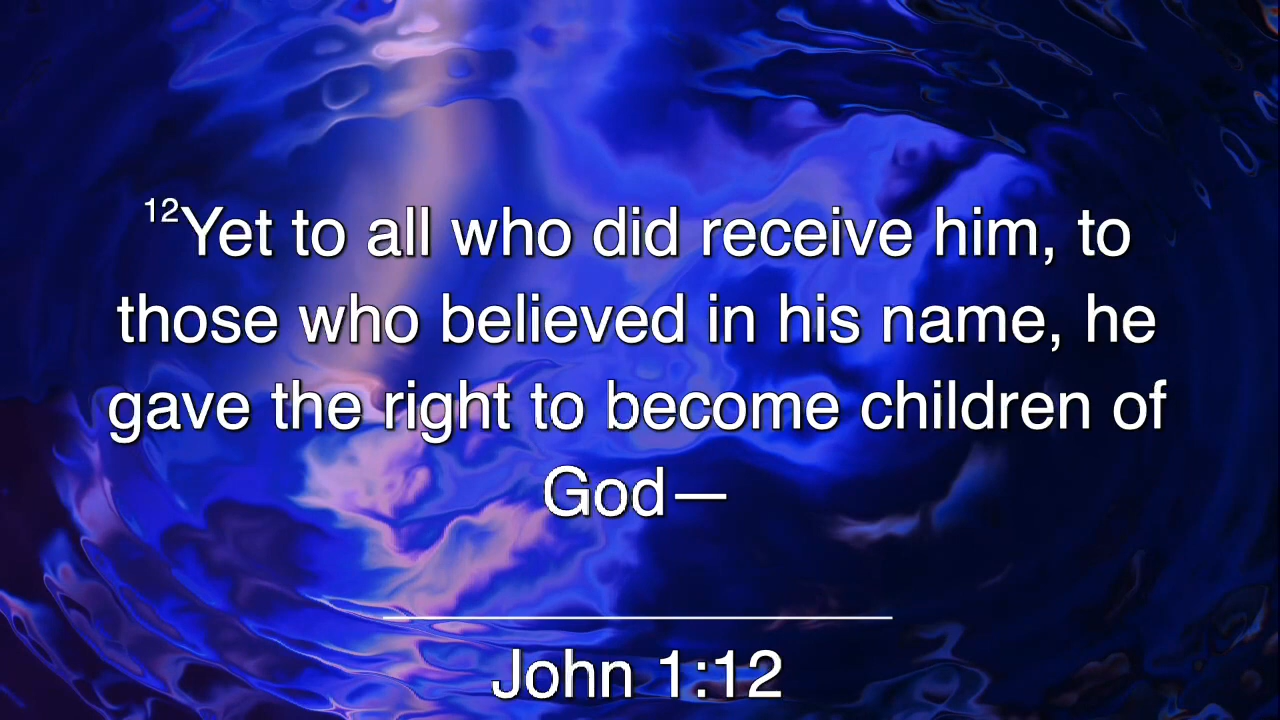 12Yet to all who did receive him, to
those who believed in his name, he
gave the right to become children of
God—
John 1:12